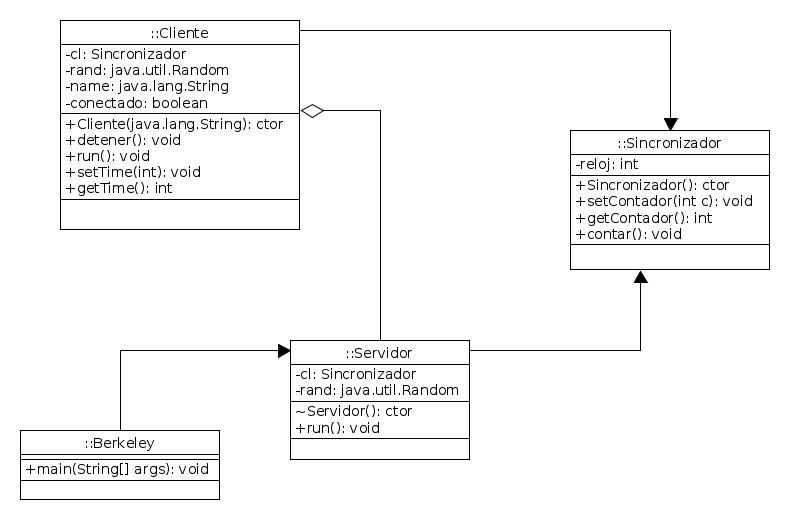 ::Cliente
-cl: Sincronizador
-rand: java.util.Random
-name: java.lang.String
-conectado: boolean
+Cliente(java.lang.String): ctor
+detener(): void
+run(): void
+setTime(int): void
+getTime(): int
::Sincronizador
-reloj: int
+Sincronizador(): ctor
+setContador(int c): void
+getContador(): int
+contar(): void
::Servidor
-cl: Sincronizador
-rand: java.util.Random
~Servidor(): ctor
+run(): void
::Berkeley
+main(String[] args): void